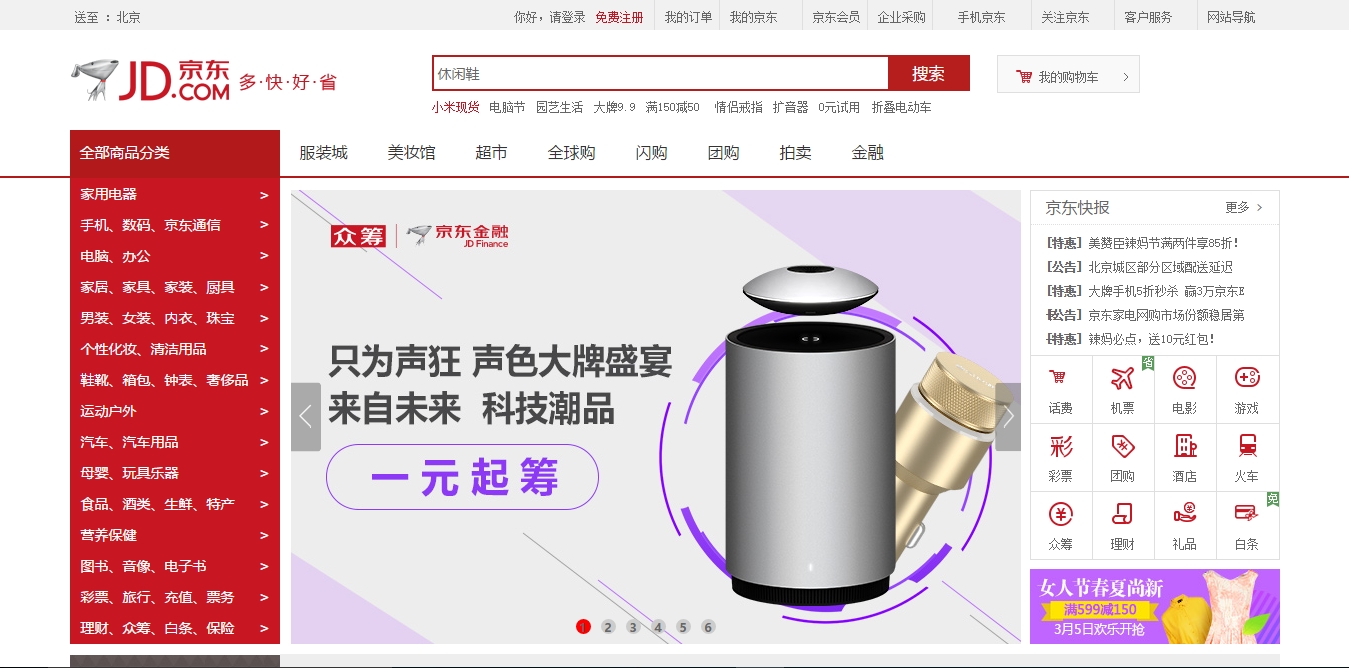 送至 : 北京
你好，请登录 免费注册 我的订单 我的京东 京东会员 企业采购 手机京东 关注京东 客户服务 网站导航
JD.COM 京东 多·快·好·省
休闲鞋 搜索
我的购物车 >
小米现货 电脑节 园艺生活 大牌9.9 满150减50 情侣戒指 扩音器 0元试用 折叠电动车
全部商品分类 服装城 美妆馆 超市 全球购 闪购 团购 拍卖 金融
家用电器 >
手机、数码、京东通信 >
电脑、办公 >
家居、家具、家装、厨具 >
男装、女装、内衣、珠宝 >
个性化妆、清洁用品 >
鞋靴、箱包、钟表、奢侈品 >
运动户外 >
汽车、汽车用品 >
母婴、玩具乐器 >
食品、酒类、生鲜、特产 >
营养保健 >
图书、音像、电子书 >
彩票、旅行、充值、票务 >
理财、众筹、白条、保险 >
众筹 京东金融
JD Finance
只为声狂 声色大牌盛宴
来自未来 科技潮品
一元起筹
1 2 3 4 5 6
京东快报 更多 >
[特惠] 美赞臣辣妈节满两件享85折!
[公告] 北京城区部分区域配送延迟
[特惠] 大牌手机5折秒杀 赢3万京东E
[公告] 京东家电网购市场份额稳居第
[特惠] 辣妈必点，送10元红包!
省
话费 机票 电影 游戏
彩
彩票 团购 酒店 火车
免
众筹 理财 礼品 白条
女人节春夏尚新
满599减150
3月5日欢乐开抢